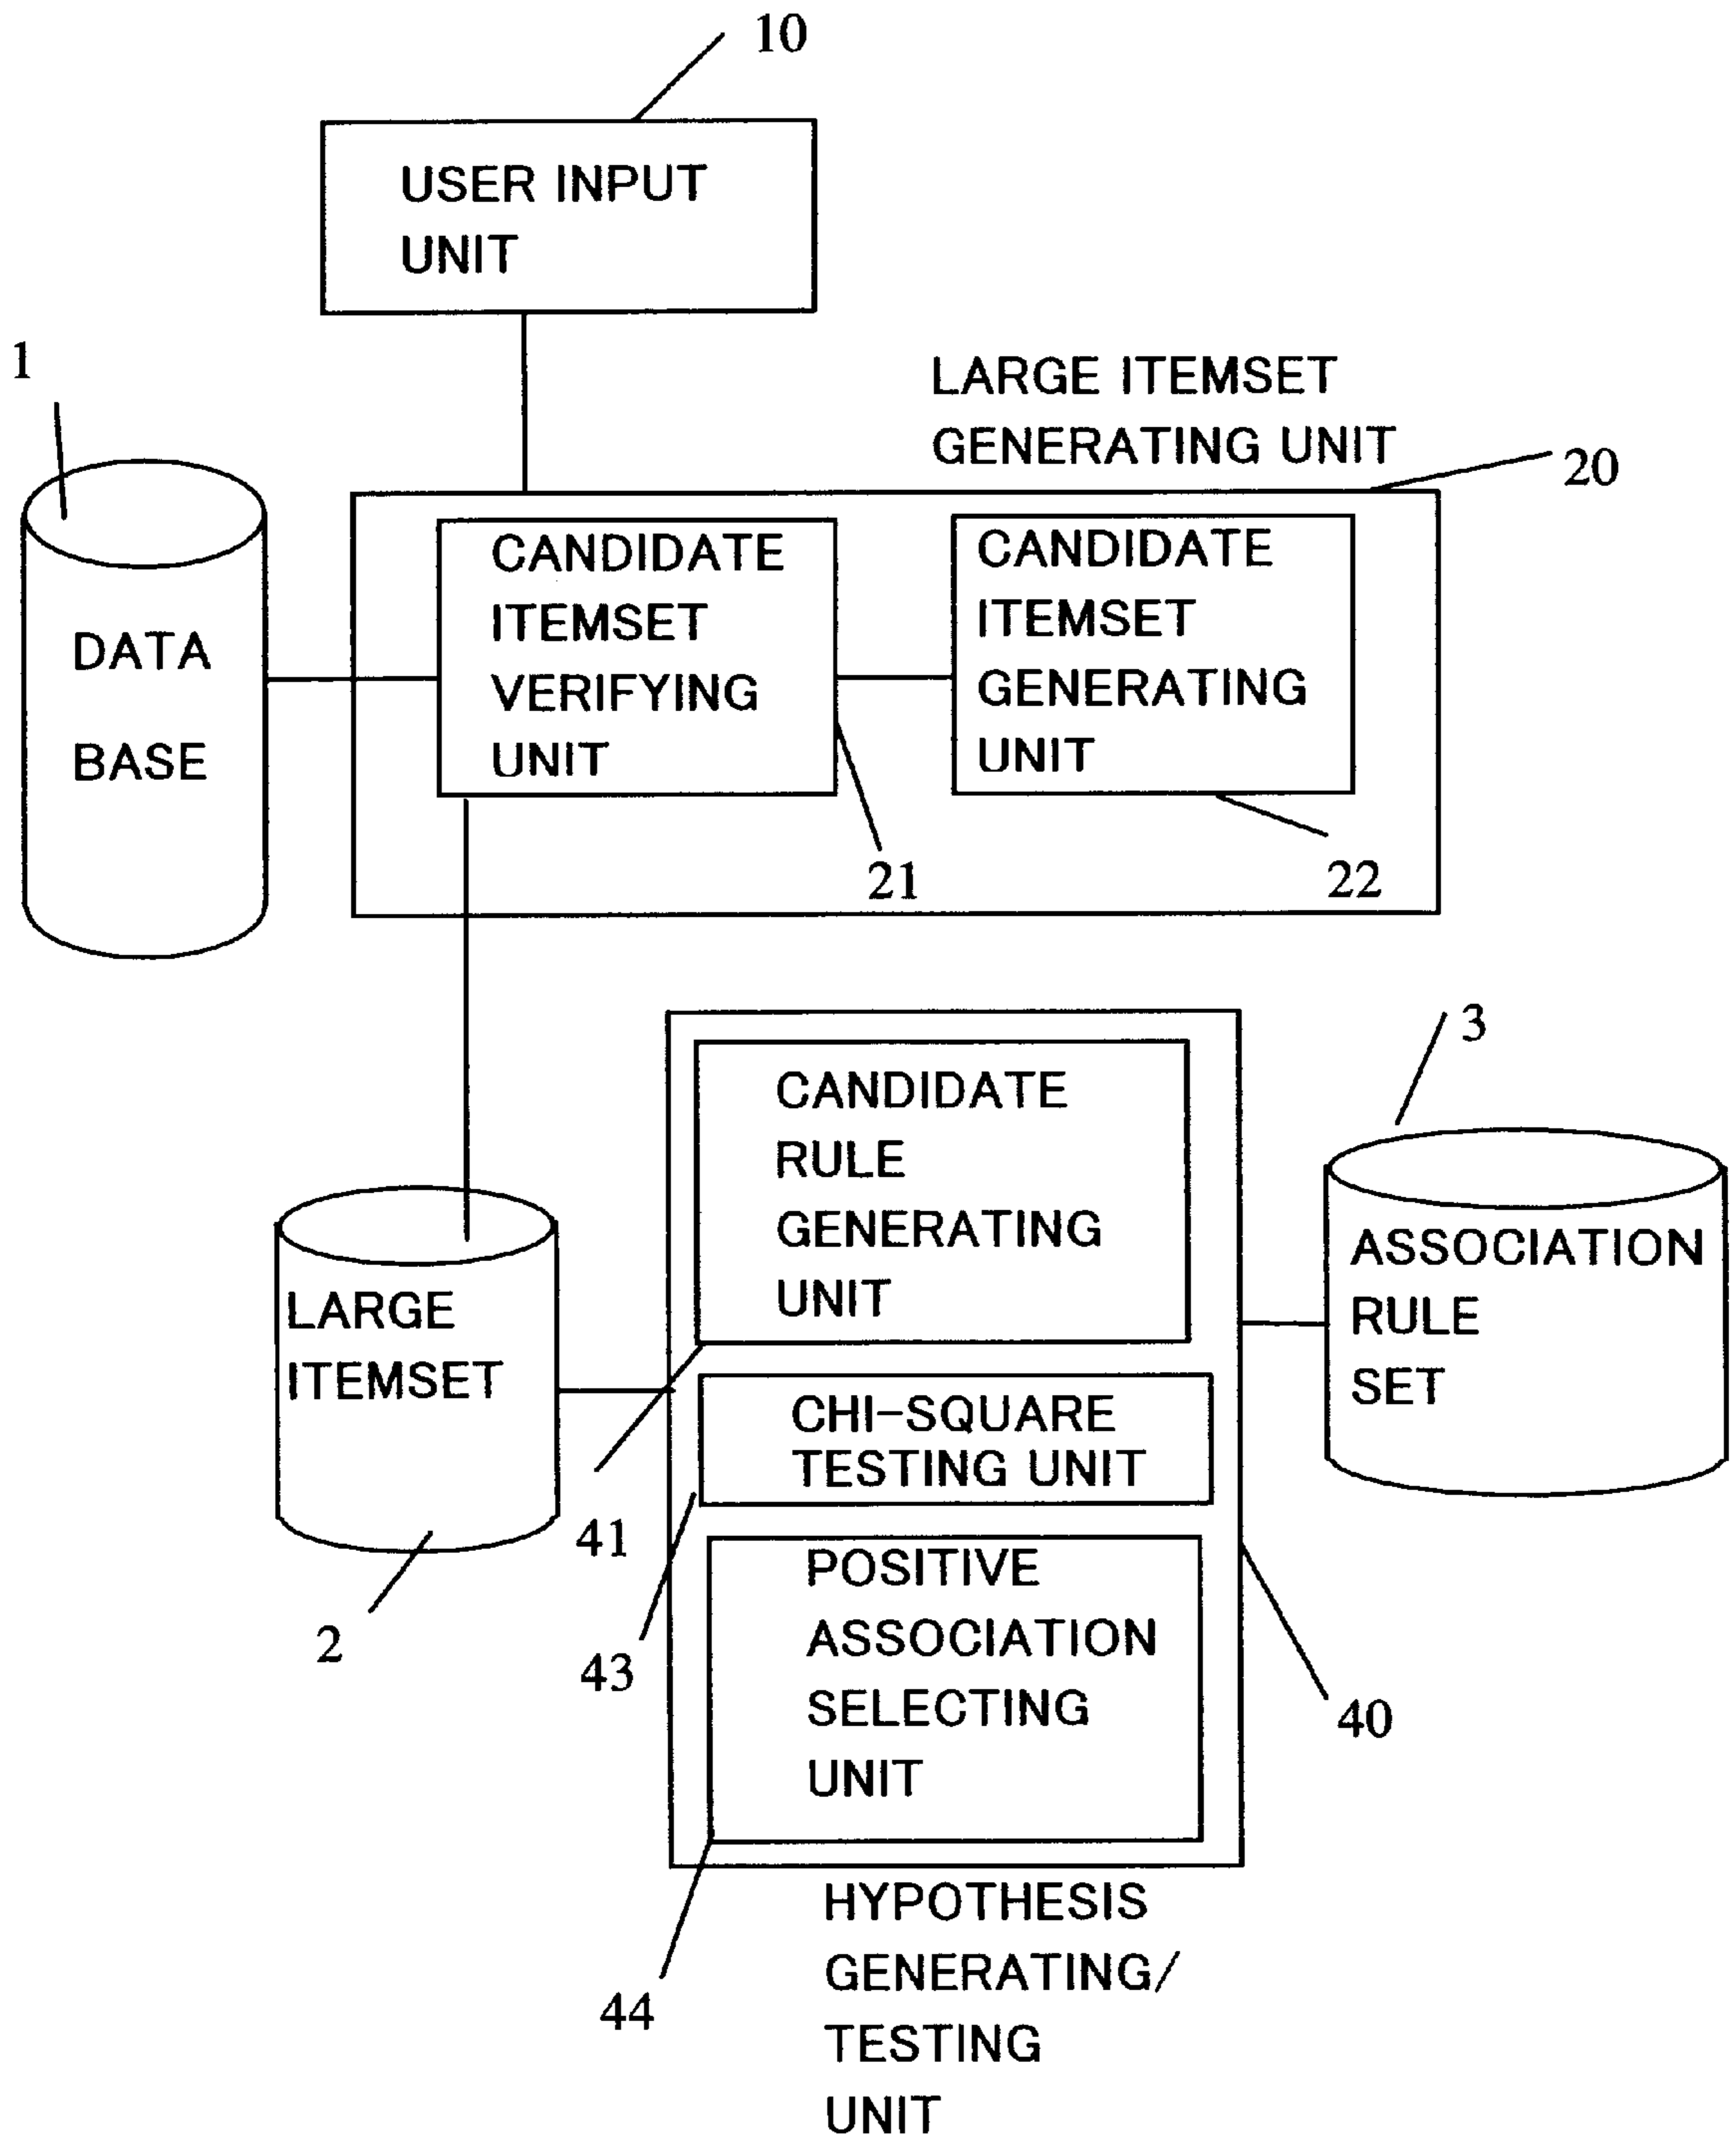 10
USER INPUT
UNIT
1
LARGE ITEMSET
GENERATING UNIT
20
DATA
BASE
CANDIDATE
ITEMSET
VERIFYING
UNIT
CANDIDATE
ITEMSET
GENERATING
UNIT
21
22
3
CANDIDATE
RULE
GENERATING
UNIT
LARGE
ITEMSET
ASSOCIATION
RULE
SET
CHI-SQUARE
TESTING UNIT
41
2
43
POSITIVE
ASSOCIATION
SELECTING
UNIT
40
44
HYPOTHESIS
GENERATING/
TESTING
UNIT